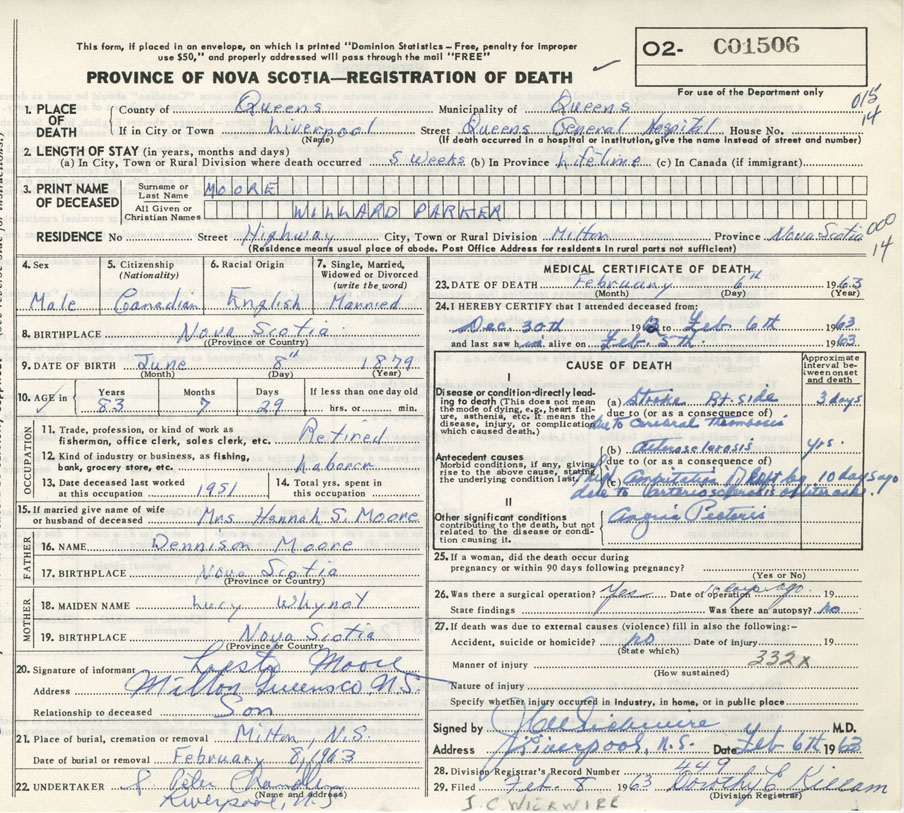 This form, if placed in an envelope, on which is printed "Dominion Statistics – Free, penalty for improper
use $50," and properly addressed will pass through the mail "FREE"
PROVINCE OF NOVA SCOTIA—REGISTRATION OF DEATH
O2- C01506
For use of the Department only
015
14
1. PLACE OF DEATH
County of Queens Municipality of Queens
If in City or Town Liverpool Street Queens General Hospital House No.
(Name) (If death occurred in a hospital or institution, give the name instead of street and number)
2. LENGTH OF STAY (in years, months and days)
(a) In City, Town or Rural Division where death occurred 5 weeks (b) In Province Lifetime (c) In Canada (if immigrant)
3. PRINT NAME OF DECEASED
Surname or Last Name MOORE
All Given or Christian Names WILLARD PARKER
RESIDENCE No Street Highway City, Town or Rural Division Milton Province Nova Scotia
(Residence means usual place of abode. Post Office Address for residents in rural parts not sufficient)
000
14
4. Sex
Male
5. Citizenship (Nationality)
Canadian
6. Racial Origin
English
7. Single, Married, Widowed or Divorced (write the word)
Married
8. BIRTHPLACE Nova Scotia
(Province or Country)
9. DATE OF BIRTH June 8th 1879
(Month) (Day) (Year)
10. AGE in Years Months Days If less than one day old
83 7 29 hrs. or min.
OCCUPATION
11. Trade, profession, or kind of work as
fisherman, office clerk, sales clerk, etc. Retired
12. Kind of industry or business, as fishing,
bank, grocery store, etc. Laborer
13. Date deceased last worked at this occupation 1951
14. Total yrs. spent in this occupation
15. If married give name of wife
or husband of deceased Mrs Hannah S. Moore
FATHER
16. NAME Dennison Moore
17. BIRTHPLACE Nova Scotia
(Province or Country)
MOTHER
18. MAIDEN NAME Lucy Whynot
19. BIRTHPLACE Nova Scotia
(Province or Country)
20. Signature of informant Moore
Address Milton Queens co N.S.
Relationship to deceased Son
21. Place of burial, cremation or removal Milton, N.S.
Date of burial or removal February 8, 1963
22. UNDERTAKER Peter
(Name and address)
Liverpool, N.S
MEDICAL CERTIFICATE OF DEATH
23. DATE OF DEATH February 6th 1963
(Month) (Day) (Year)
24. I HEREBY CERTIFY that I attended deceased from:
Dec. 30th 1962 to Feb 6th 1963
and last saw him alive on Feb. 5th. 1963
CAUSE OF DEATH
Approximate interval between onset and death
I
Disease or condition directly leading to death (This does not mean the mode of dying, e.g., heart failure, asthenia, etc. It means the disease, injury, or complication which caused death.)
(a) Stroke Rt. side 3 days
due to (or as a consequence of)
due to Cerebral Thrombosis
Antecedent causes
Morbid conditions, if any, giving rise to the above cause, stating the underlying condition last
(b) Arteriosclerosis yrs.
due to (or as a consequence of)
(c) Amputation leg 10 days ago
due to Arteriosclerosis obliterans.
II
Other significant conditions
contributing to the death, but not related to the disease or condition causing it.
Angina Pectoris
25. If a woman, did the death occur during
pregnancy or within 90 days following pregnancy?
(Yes or No)
26. Was there a surgical operation? Yes Date of operation 10 days ago. 19
State findings Was there an autopsy? No
27. If death was due to external causes (violence) fill in also the following:–
Accident, suicide or homicide? no Date of injury 19
(State which)
332x
Manner of injury
(How sustained)
Nature of injury
Specify whether injury occurred in industry, in home, or in public place
Signed by J C Wickwire M.D.
Address Liverpool, N.S. Date Feb 6th 1963
28. Division Registrar's Record Number 449
29. Filed Feb. 8 1963 Dorothy E Killam
(Division Registrar)
J.C WICKWIRE